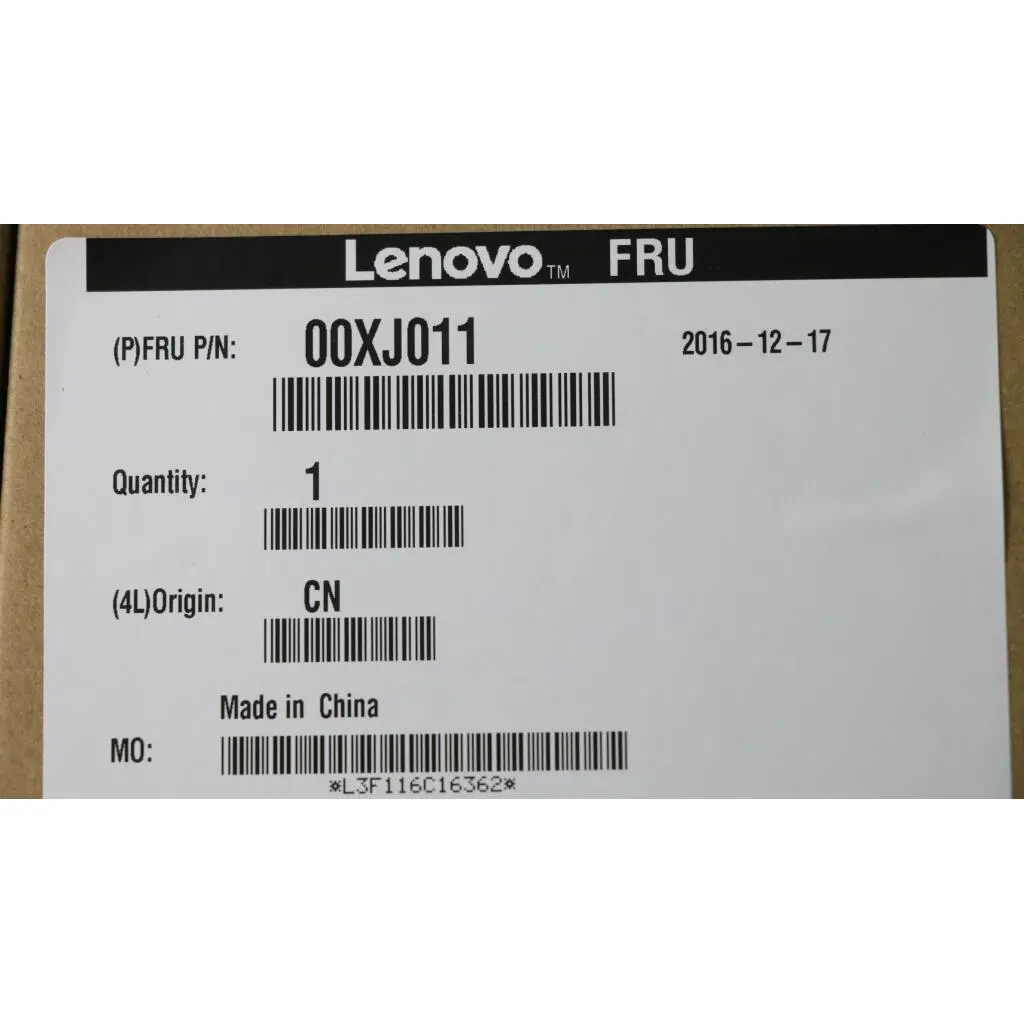 Lenovo™ FRU
(P)FRU P/N: 00XJ011 2016-12-17
Quantity: 1
(4L)Origin: CN
Made in China
MO:
*L3F116C16362*